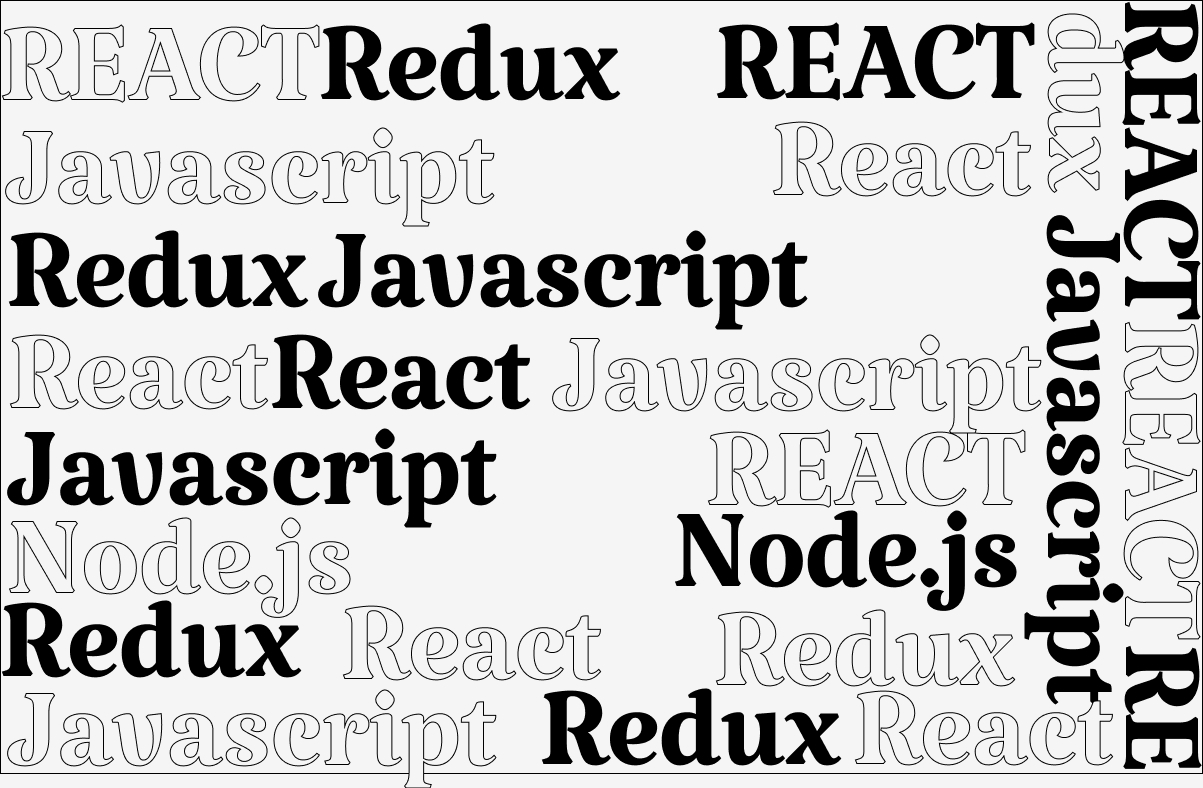 REACT Redux REACT
Javascript React
Redux Javascript
React React Javascript
Javascript REACT
Node.js Node.js
Redux React Redux
Javascript Redux React
dux Javascript
REACT REACT RE